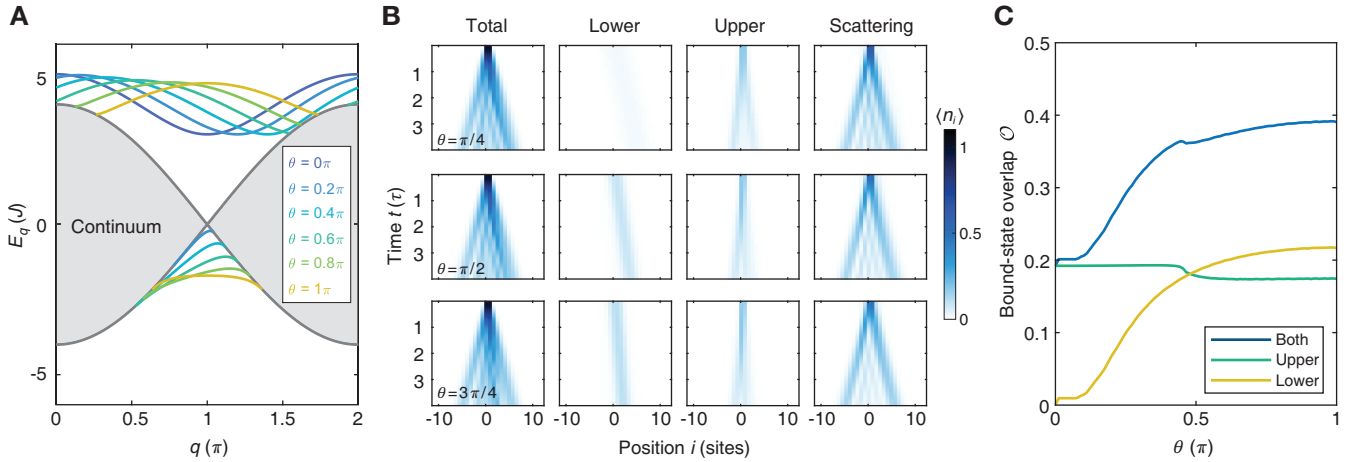 A
5
0
-5
E_q (J)
Continuum
θ = 0π
θ = 0.2π
θ = 0.4π
θ = 0.6π
θ = 0.8π
θ = 1π
0
0.5
1
1.5
2
q (π)
B
Total
Lower
Upper
Scattering
1
2
3
θ=π/4
1
2
3
θ=π/2
1
2
3
θ=3π/4
Time t (τ)
-10 0 10
-10 0 10
-10 0 10
-10 0 10
Position i (sites)
⟨n_i⟩
1
0.5
0
C
0.5
0.4
0.3
0.2
0.1
0
Bound-state overlap 𝒪
Both
Upper
Lower
0
0.5
1
θ (π)